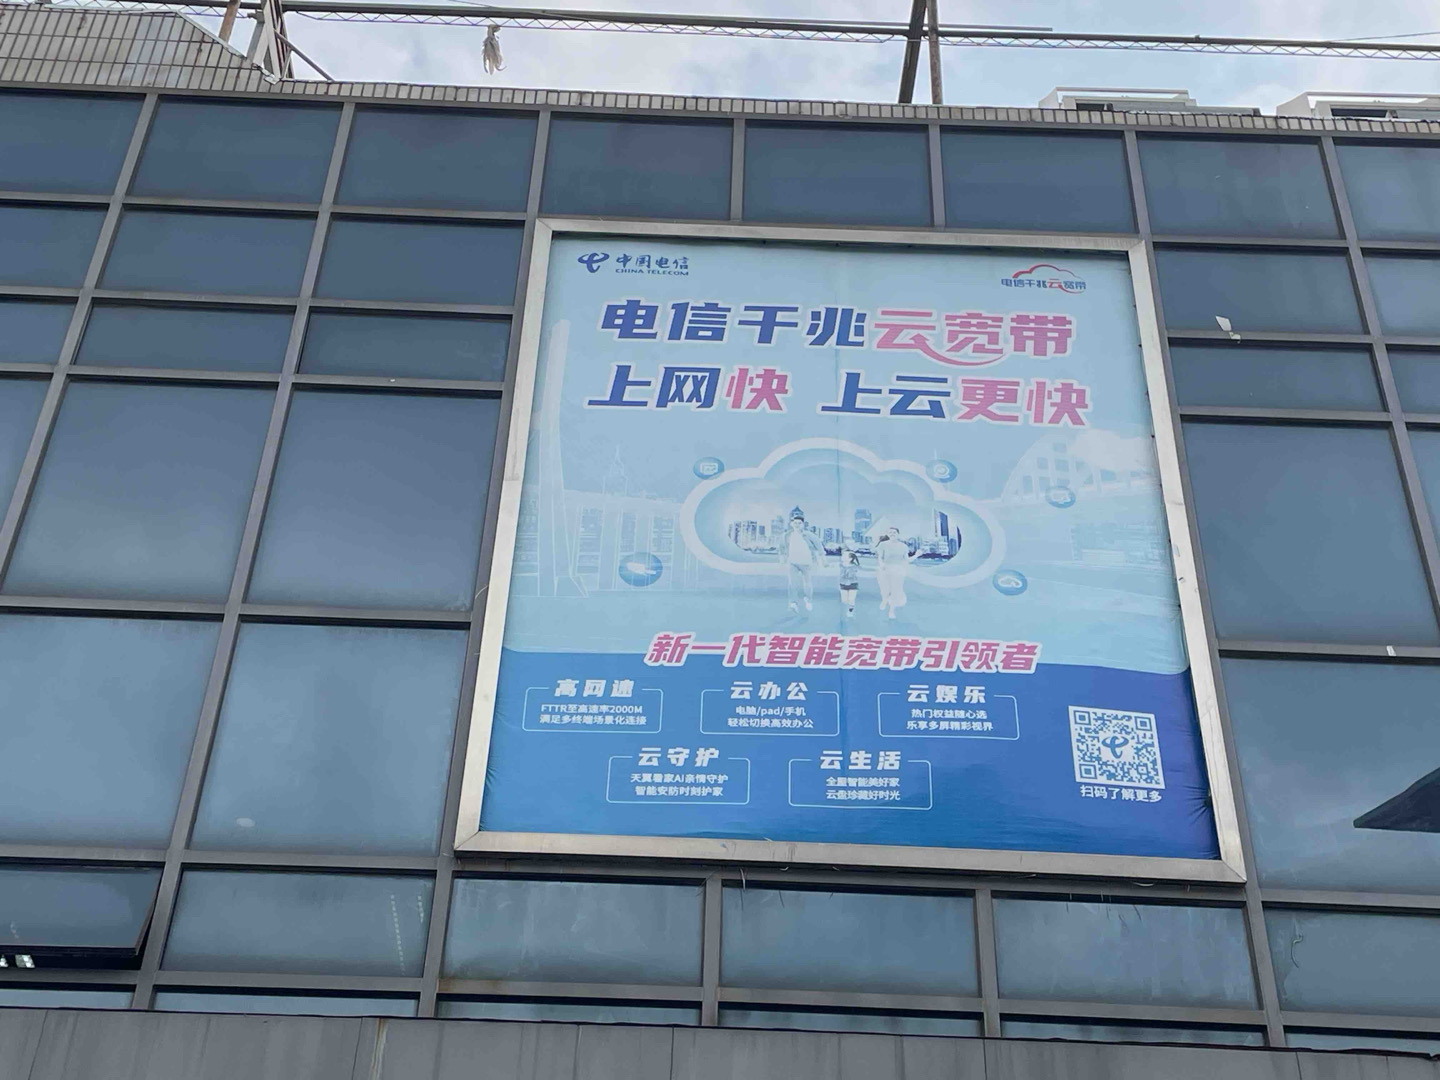 中国电信
CHINA TELECOM
电信千兆云宽带
电信千兆云宽带
上网快 上云更快
新一代智能宽带引领者
高网速
FTTR至高速率2000M
满足多终端场景化连接
云办公
电脑/pad/手机
轻松切换高效办公
云娱乐
热门权益随心选
乐享多屏精彩视界
云守护
天翼看家AI亲情守护
智能安防时刻护家
云生活
全屋智能美好家
云盘珍藏好时光
扫码了解更多